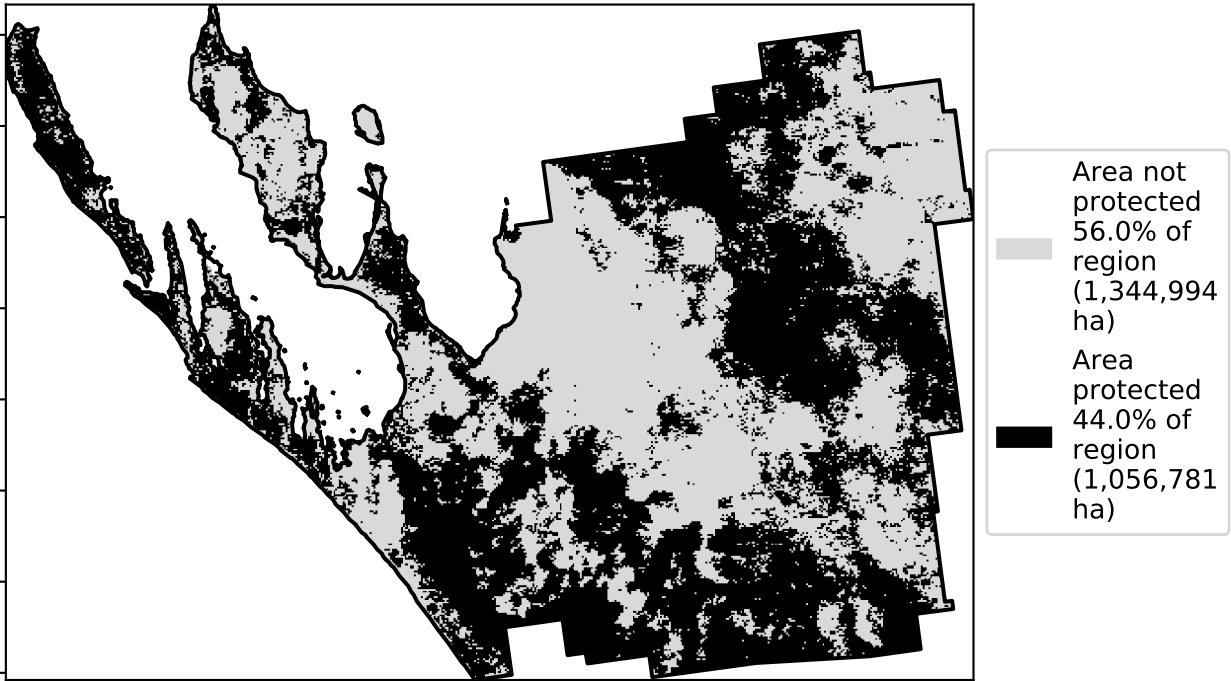 Area not
protected
56.0% of
region
(1,344,994
ha)
Area
protected
44.0% of
region
(1,056,781
ha)